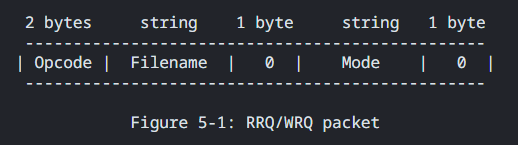 2 bytes     string    1 byte     string   1 byte
------------------------------------------------
| Opcode |  Filename  |   0  |    Mode    |   0  |
------------------------------------------------
Figure 5-1: RRQ/WRQ packet